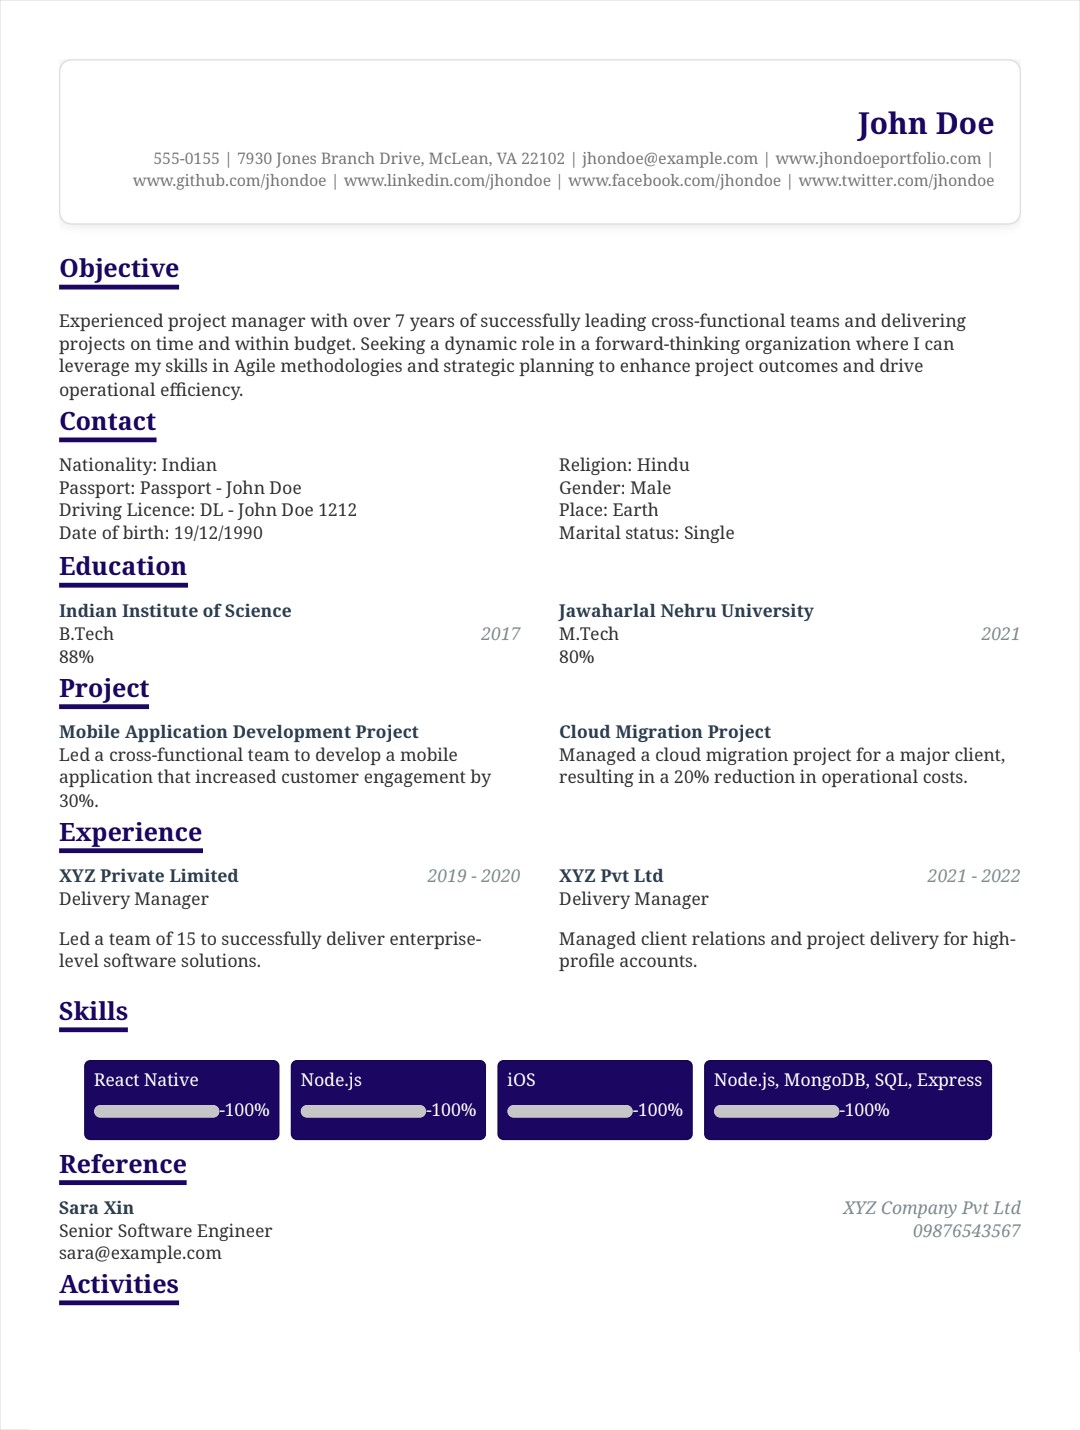 John Doe
555-0155 | 7930 Jones Branch Drive, McLean, VA 22102 | jhondoe@example.com | www.jhondoeportfolio.com |
www.github.com/jhondoe | www.linkedin.com/jhondoe | www.facebook.com/jhondoe | www.twitter.com/jhondoe
Objective
Experienced project manager with over 7 years of successfully leading cross-functional teams and delivering
projects on time and within budget. Seeking a dynamic role in a forward-thinking organization where I can
leverage my skills in Agile methodologies and strategic planning to enhance project outcomes and drive
operational efficiency.
Contact
Nationality: Indian
Passport: Passport - John Doe
Driving Licence: DL - John Doe 1212
Date of birth: 19/12/1990
Religion: Hindu
Gender: Male
Place: Earth
Marital status: Single
Education
Indian Institute of Science
B.Tech 2017
88%
Jawaharlal Nehru University
M.Tech 2021
80%
Project
Mobile Application Development Project
Led a cross-functional team to develop a mobile
application that increased customer engagement by
30%.
Cloud Migration Project
Managed a cloud migration project for a major client,
resulting in a 20% reduction in operational costs.
Experience
XYZ Private Limited 2019 - 2020
Delivery Manager
Led a team of 15 to successfully deliver enterprise-
level software solutions.
XYZ Pvt Ltd 2021 - 2022
Delivery Manager
Managed client relations and project delivery for high-
profile accounts.
Skills
React Native
-100%
Node.js
-100%
iOS
-100%
Node.js, MongoDB, SQL, Express
-100%
Reference
Sara Xin XYZ Company Pvt Ltd
Senior Software Engineer 09876543567
sara@example.com
Activities